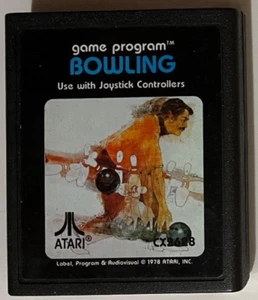 game program™
BOWLING
Use with Joystick Controllers
ATARI®
CX2628
Label, Program & Audiovisual © 1978 ATARI, INC.